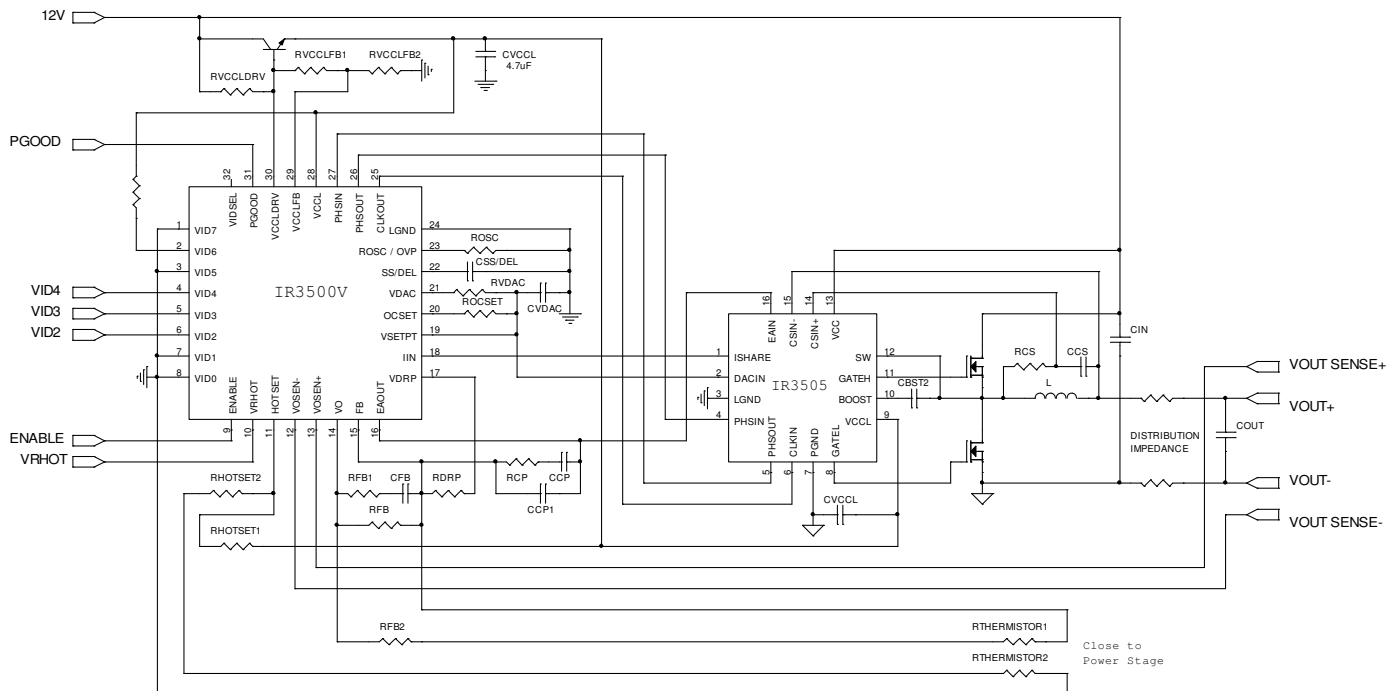 12V
RVCCLFB1
RVCCLFB2
CVCCL
4.7uF
RVCCLDRV
PGOOD
32
31
30
29
28
27
26
25
VIDSEL
PGOOD
VCCLDRV
VCCLFB
VCCL
PHSIN
PHSOUT
CLKOUT
1
VID7
2
VID6
3
VID5
VID4
4
VID4
VID3
5
VID3
VID2
6
VID2
7
VID1
8
VID0
IR3500V
LGND
24
ROSC / OVP
23
ROSC
SS/DEL
22
CSS/DEL
VDAC
21
RVDAC
OCSET
20
ROCSET
CVDAC
VSETPT
19
IIN
18
VDRP
17
ENABLE
VRHOT
HOTSET
VOSEN-
VOSEN+
VO
FB
EAOUT
9
10
11
12
13
14
15
16
ENABLE
VRHOT
RHOTSET2
RHOTSET1
RFB1
CFB
RDRP
RFB
RCP
CCP
CCP1
16
15
14
13
EAIN
CSIN-
CSIN+
VCC
1
ISHARE
2
DACIN
3
LGND
4
PHSIN
IR3505
SW
12
GATEH
11
BOOST
10
VCCL
9
PHSOUT
CLKIN
PGND
GATEL
5
6
7
8
CVCCL
CBST2
RCS
CCS
L
CIN
VOUT SENSE+
VOUT+
COUT
DISTRIBUTION
IMPEDANCE
VOUT-
VOUT SENSE-
RFB2
RTHERMISTOR1
RTHERMISTOR2
Close to
Power Stage